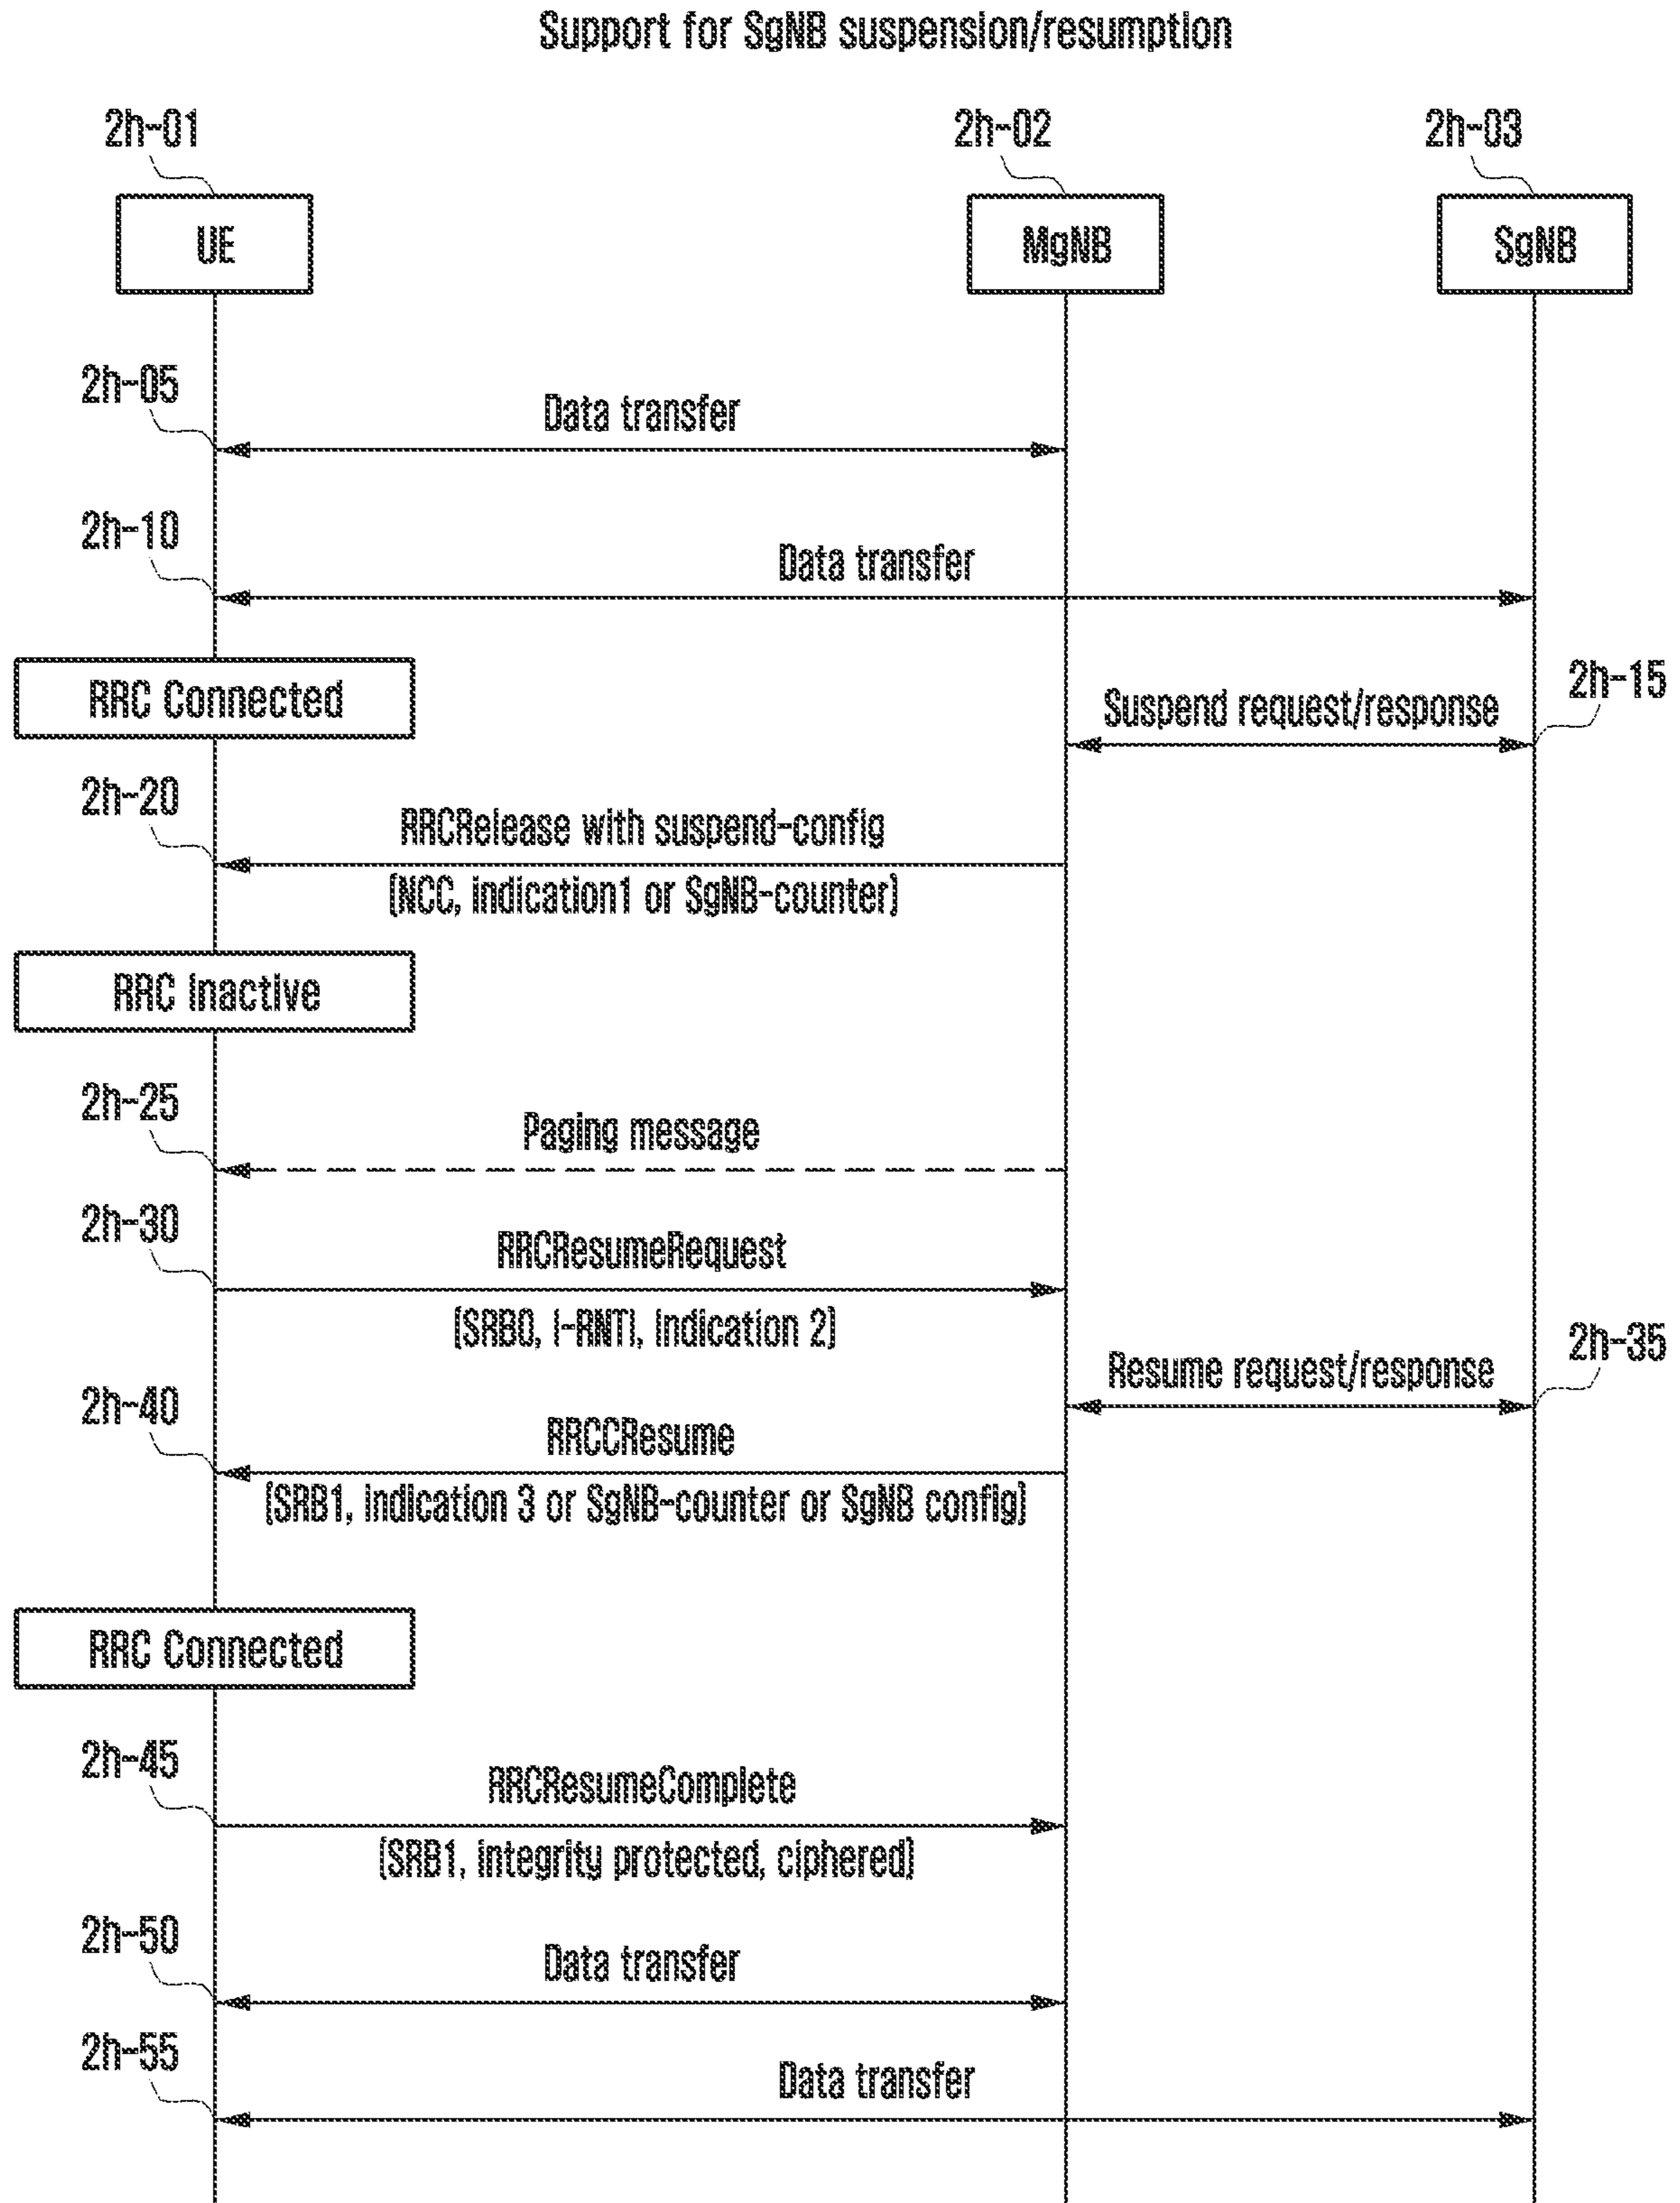 Support for SgNB suspension/resumption
2h-01
2h-02
2h-03
UE
MgNB
SgNB
2h-05
Data transfer
2h-10
Data transfer
RRC Connected
2h-15
Suspend request/response
2h-20
RRCRelease with suspend-config
(NCC, indication1 or SgNB-counter)
RRC Inactive
2h-25
Paging message
2h-30
RRCResumeRequest
(SRB0, I-RNTI, Indication 2)
2h-35
Resume request/response
2h-40
RRCCResume
(SRB1, indication 3 or SgNB-counter or SgNB config)
RRC Connected
2h-45
RRCResumeComplete
(SRB1, integrity protected, ciphered)
2h-50
Data transfer
2h-55
Data transfer